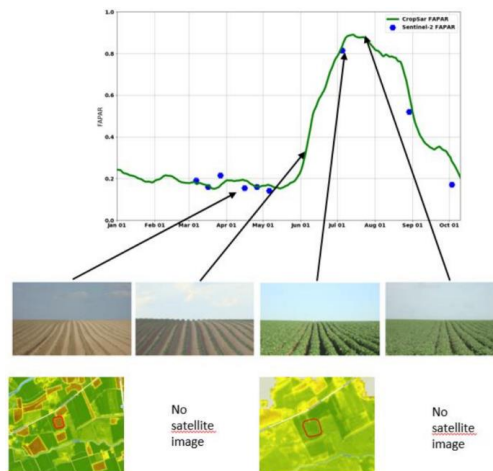 1.0
CropSar FAPAR
Sentinel-2 FAPAR
0.8
0.6
FAPAR
0.4
0.2
0.0
Jan 01 Feb 01 Mar 01 Apr 01 May 01 Jun 01 Jul 01 Aug 01 Sep 01 Oct 01
No
satellite
image
No
satellite
image